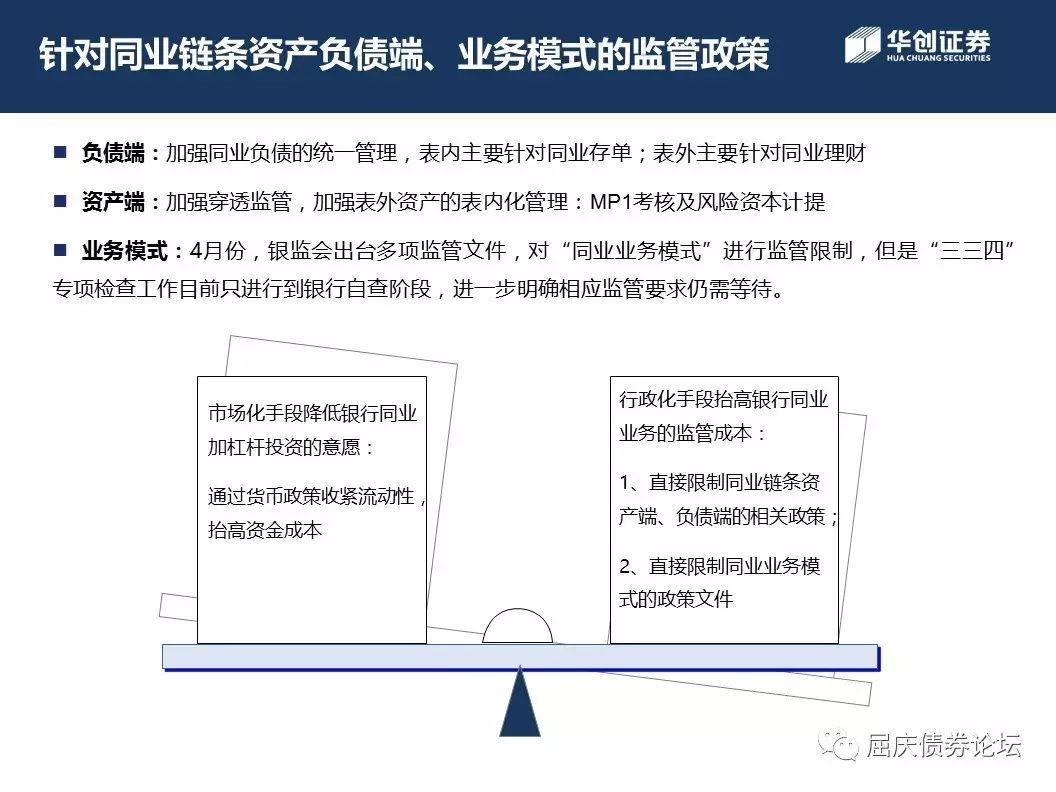 针对同业链条资产负债端、业务模式的监管政策
华创证券
HUA CHUANG SECURITIES
■ 负债端：加强同业负债的统一管理，表内主要针对同业存单；表外主要针对同业理财
■ 资产端：加强穿透监管，加强表外资产的表内化管理：MP1考核及风险资本计提
■ 业务模式：4月份，银监会出台多项监管文件，对“同业业务模式”进行监管限制，但是“三三四”
专项检查工作目前只进行到银行自查阶段，进一步明确相应监管要求仍需等待。
市场化手段降低银行同业
加杠杆投资的意愿：
通过货币政策收紧流动性，
抬高资金成本
行政化手段抬高银行同业
业务的监管成本：
1、直接限制同业链条资
产端、负债端的相关政策；
2、直接限制同业业务模
式的政策文件
屈庆债券论坛